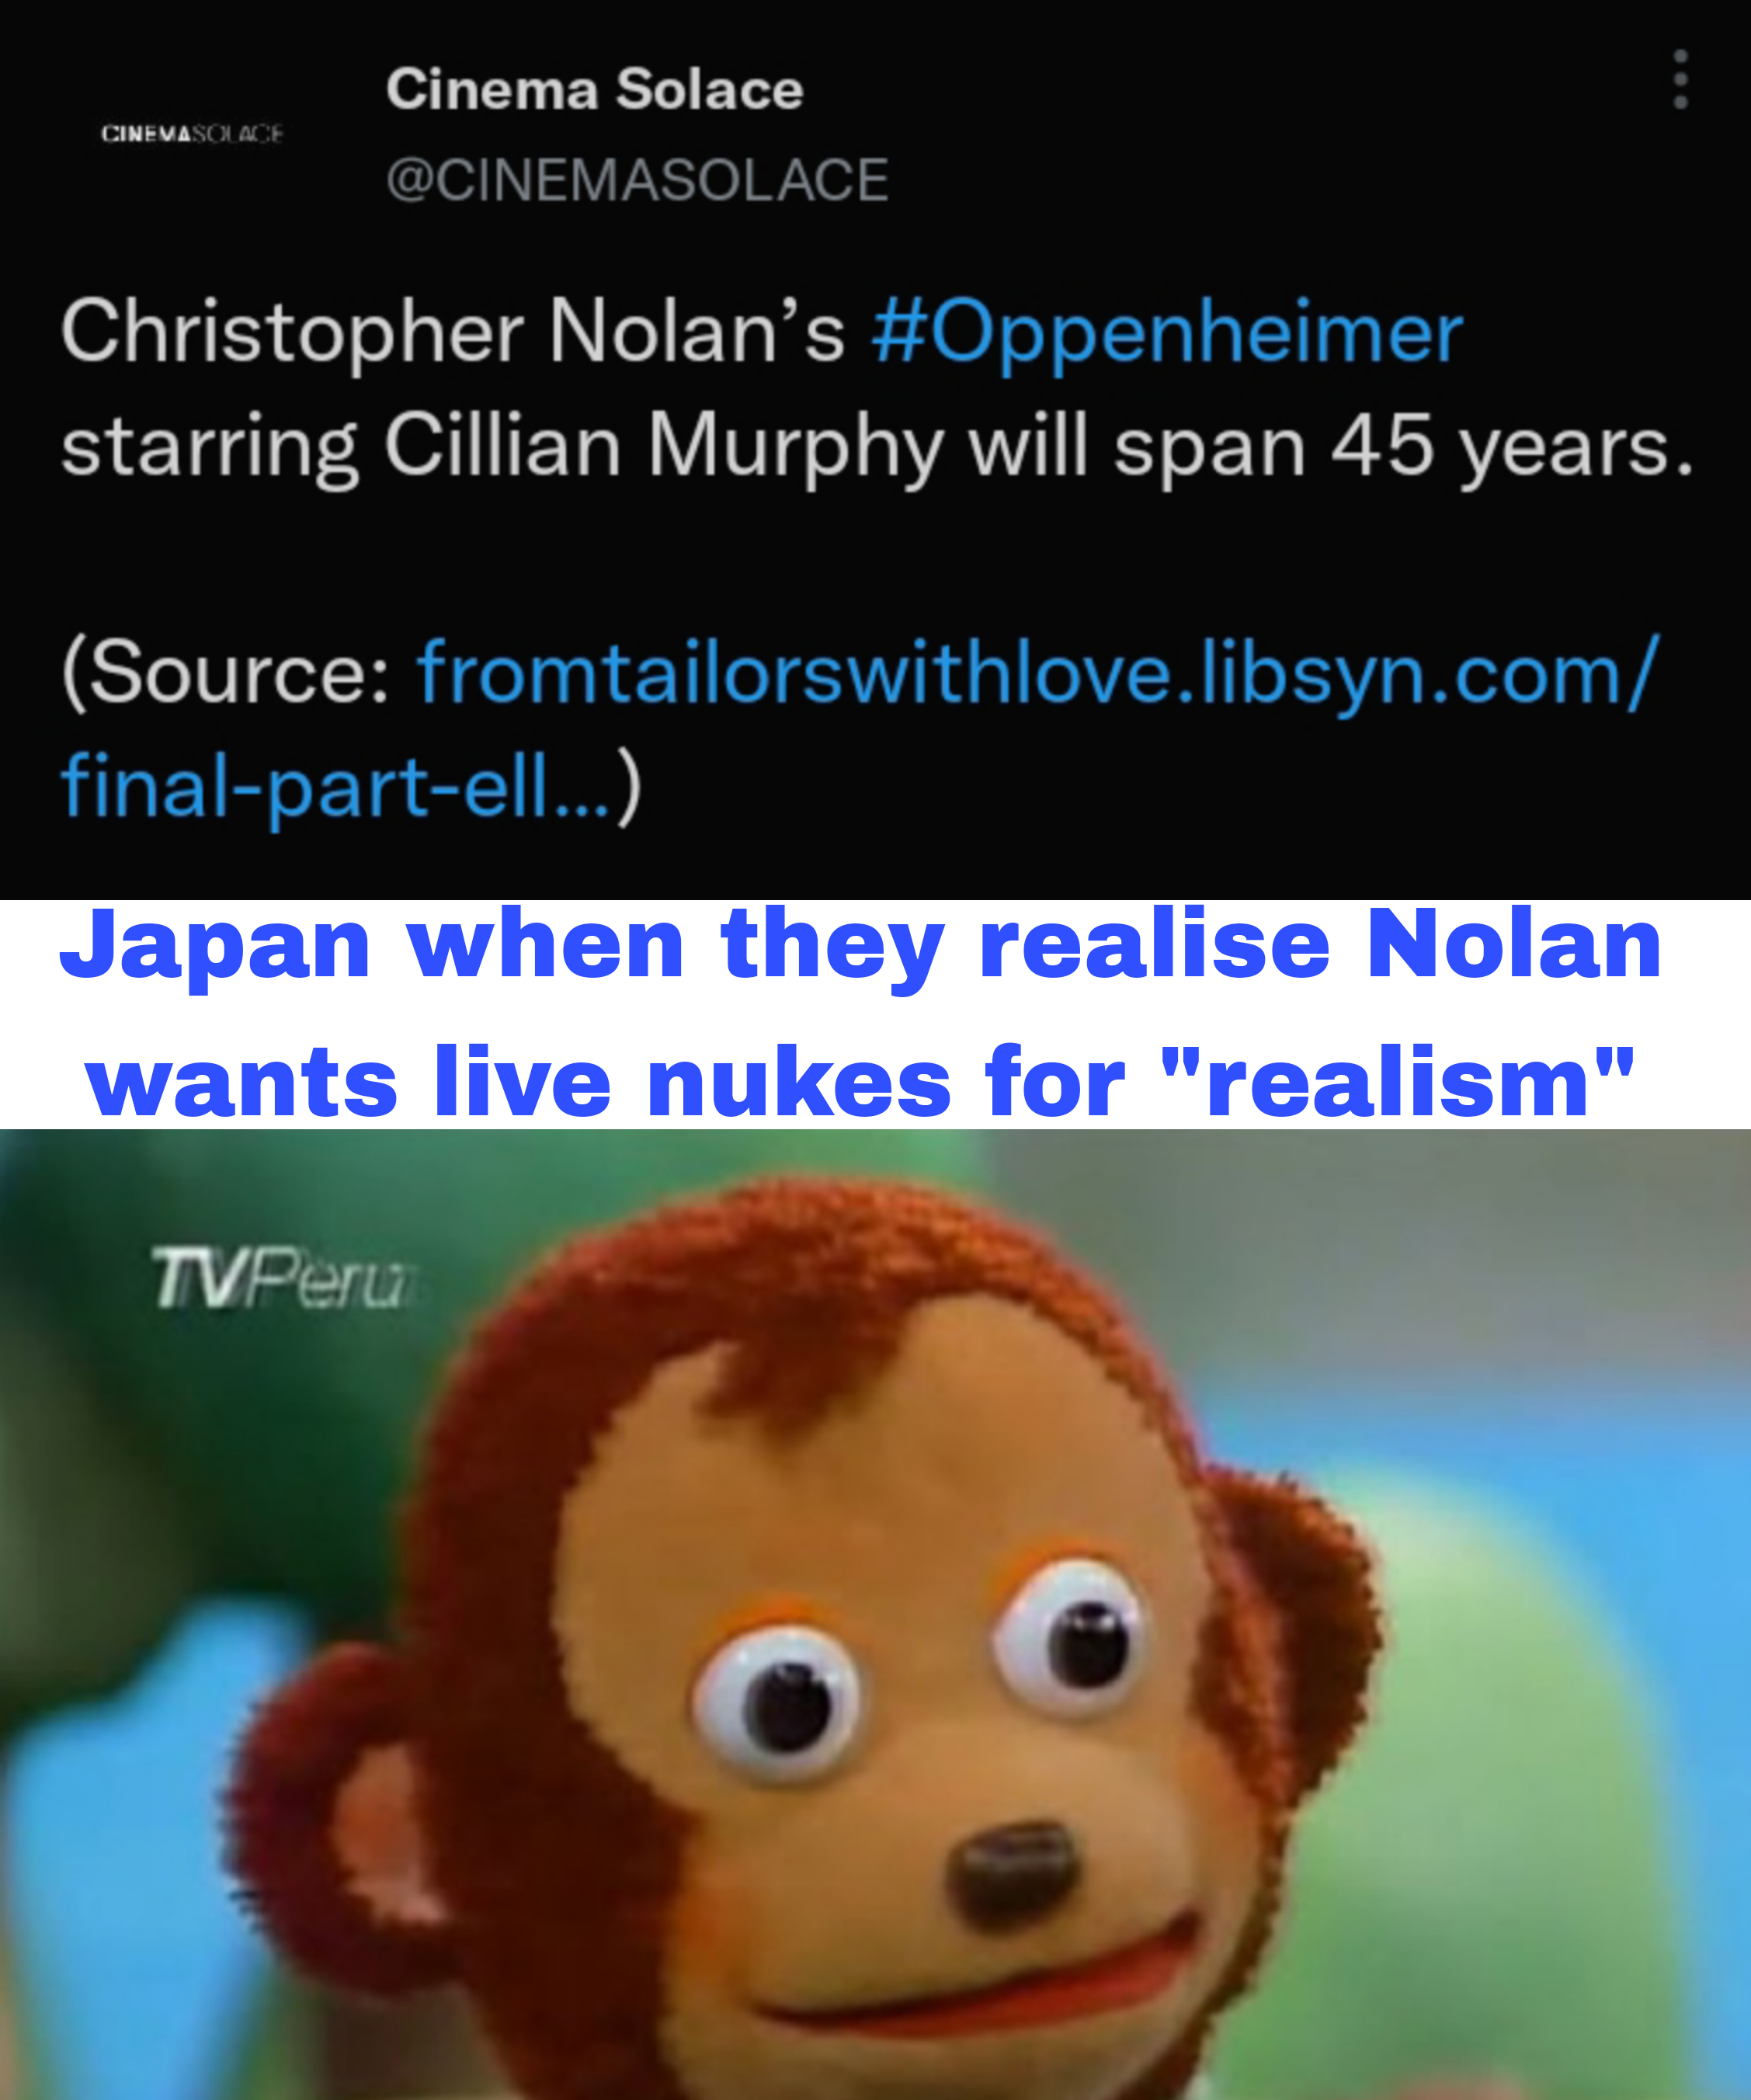 Cinema Solace
CINEMASOLACE
@CINEMASOLACE
Christopher Nolan’s #Oppenheimer
starring Cillian Murphy will span 45 years.
(Source: fromtailorswithlove.libsyn.com/
final-part-ell...)
Japan when they realise Nolan
wants live nukes for "realism"
TVPerú